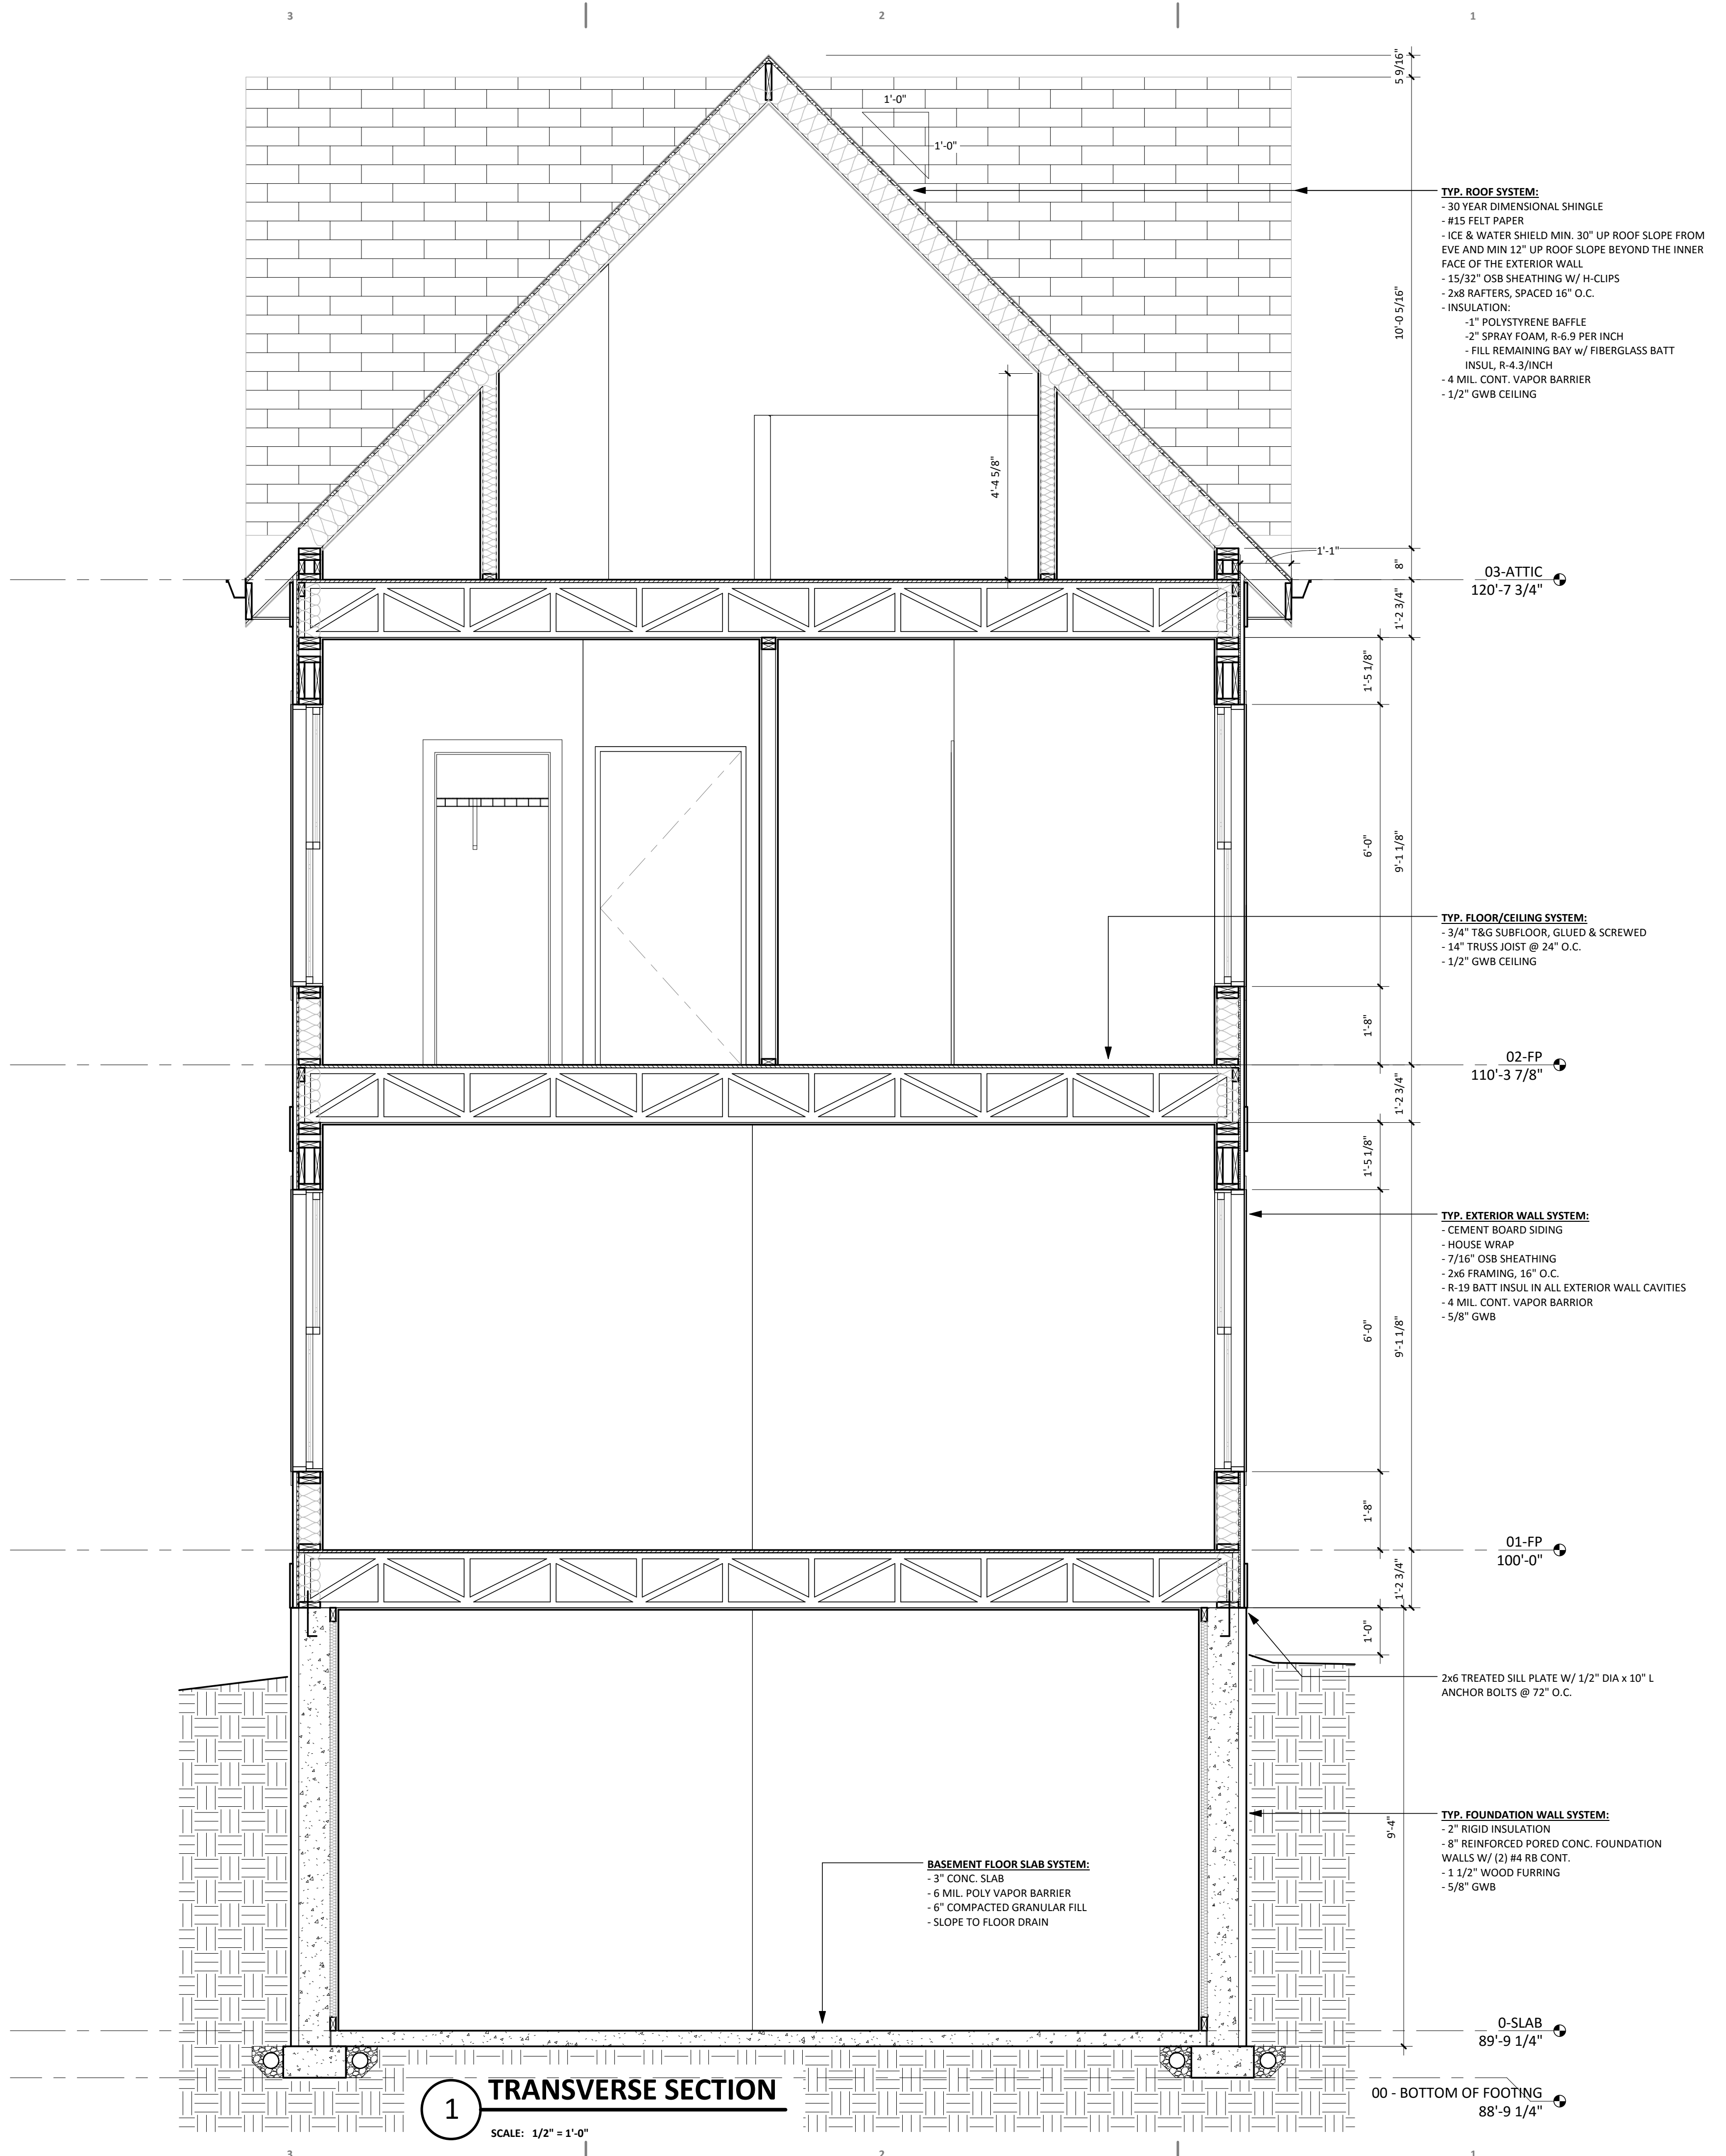 3
2
1
5 9/16"
1'-0"
1'-0"
TYP. ROOF SYSTEM:
- 30 YEAR DIMENSIONAL SHINGLE
- #15 FELT PAPER
- ICE & WATER SHIELD MIN. 30" UP ROOF SLOPE FROM
EVE AND MIN 12" UP ROOF SLOPE BEYOND THE INNER
FACE OF THE EXTERIOR WALL
- 15/32" OSB SHEATHING W/ H-CLIPS
- 2x8 RAFTERS, SPACED 16" O.C.
- INSULATION:
-1" POLYSTYRENE BAFFLE
-2" SPRAY FOAM, R-6.9 PER INCH
- FILL REMAINING BAY w/ FIBERGLASS BATT
INSUL, R-4.3/INCH
- 4 MIL. CONT. VAPOR BARRIER
- 1/2" GWB CEILING
10'-0 5/16"
4'-4 5/8"
1'-1"
8"
03-ATTIC
120'-7 3/4"
1'-2 3/4"
1'-5 1/8"
6'-0"
9'-1 1/8"
TYP. FLOOR/CEILING SYSTEM:
- 3/4" T&G SUBFLOOR, GLUED & SCREWED
- 14" TRUSS JOIST @ 24" O.C.
- 1/2" GWB CEILING
1'-8"
02-FP
110'-3 7/8"
1'-2 3/4"
1'-5 1/8"
TYP. EXTERIOR WALL SYSTEM:
- CEMENT BOARD SIDING
- HOUSE WRAP
- 7/16" OSB SHEATHING
- 2x6 FRAMING, 16" O.C.
- R-19 BATT INSUL IN ALL EXTERIOR WALL CAVITIES
- 4 MIL. CONT. VAPOR BARRIOR
- 5/8" GWB
6'-0"
9'-1 1/8"
1'-8"
01-FP
100'-0"
1'-2 3/4"
1'-0"
2x6 TREATED SILL PLATE W/ 1/2" DIA x 10" L
ANCHOR BOLTS @ 72" O.C.
9'-4"
TYP. FOUNDATION WALL SYSTEM:
- 2" RIGID INSULATION
- 8" REINFORCED PORED CONC. FOUNDATION
WALLS W/ (2) #4 RB CONT.
- 1 1/2" WOOD FURRING
- 5/8" GWB
BASEMENT FLOOR SLAB SYSTEM:
- 3" CONC. SLAB
- 6 MIL. POLY VAPOR BARRIER
- 6" COMPACTED GRANULAR FILL
- SLOPE TO FLOOR DRAIN
0-SLAB
89'-9 1/4"
00 - BOTTOM OF FOOTING
88'-9 1/4"
1
TRANSVERSE SECTION
SCALE: 1/2" = 1'-0"
3
2
1